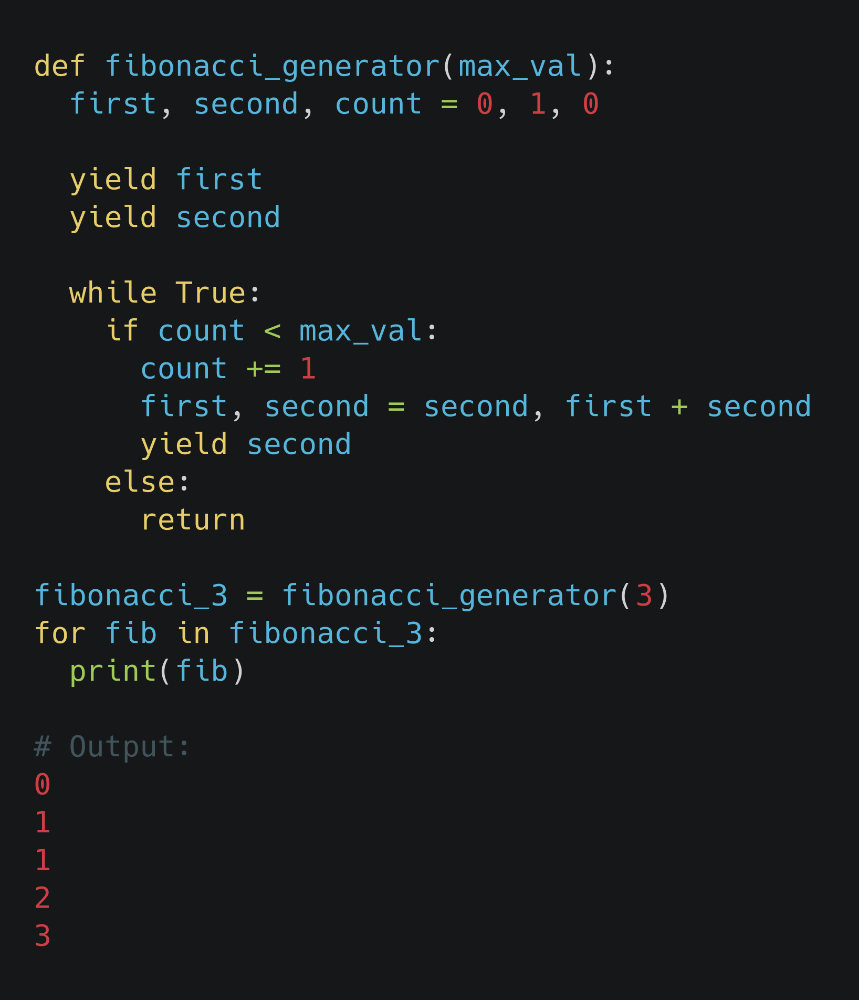 def fibonacci_generator(max_val):
  first, second, count = 0, 1, 0

  yield first
  yield second

  while True:
    if count < max_val:
      count += 1
      first, second = second, first + second
      yield second
    else:
      return

fibonacci_3 = fibonacci_generator(3)
for fib in fibonacci_3:
  print(fib)

# Output:
0
1
1
2
3